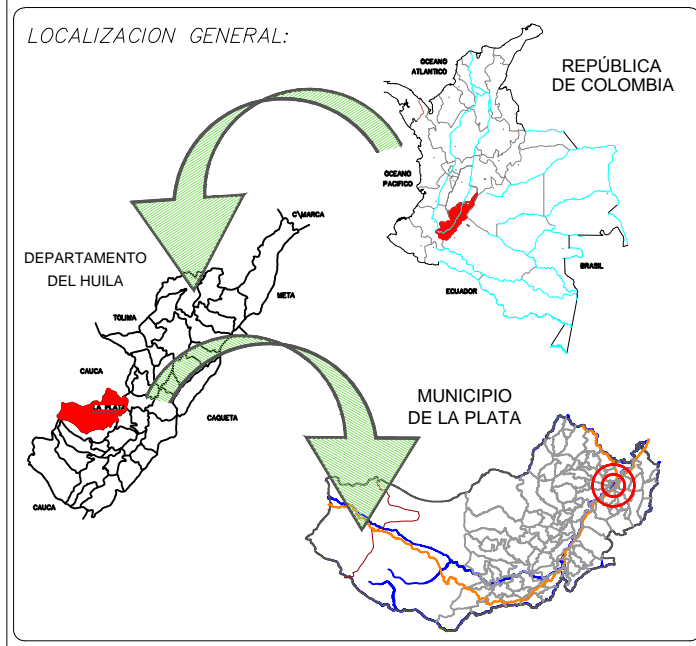 LOCALIZACION GENERAL:
OCEANO
ATLANTICO
REPÚBLICA
DE COLOMBIA
OCEANO
PACIFICO
BRASIL
ECUADOR
C\MARCA
DEPARTAMENTO
DEL HUILA
META
TOLIMA
CAUCA
LA PLATA
CAQUETA
CAUCA
MUNICIPIO
DE LA PLATA